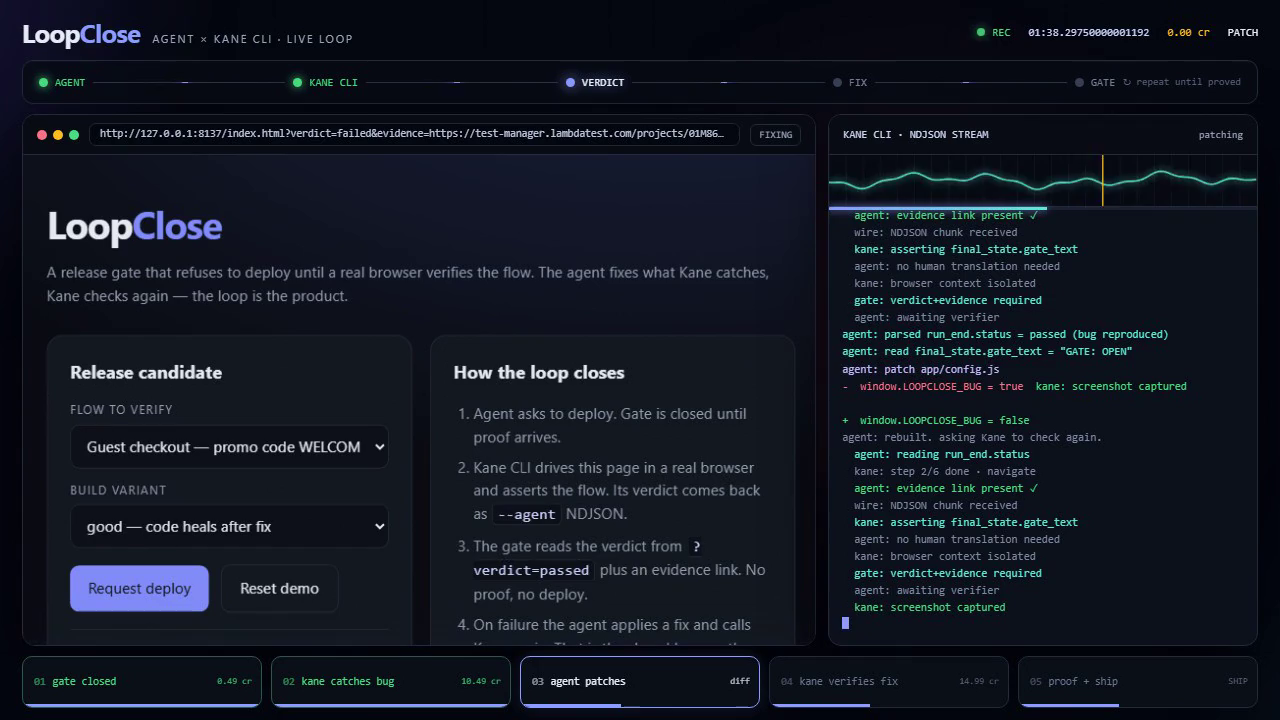 LoopClose AGENT × KANE CLI · LIVE LOOP
REC 01:38.29750000001192 0.00 cr PATCH
AGENT KANE CLI VERDICT FIX GATE ↻ repeat until proved
http://127.0.0.1:8137/index.html?verdict=failed&evidence=https://test-manager.lambdatest.com/projects/01M86… FIXING
LoopClose
A release gate that refuses to deploy until a real browser verifies the flow. The agent fixes what Kane catches,
Kane checks again — the loop is the product.
Release candidate
FLOW TO VERIFY
Guest checkout — promo code WELCOM
BUILD VARIANT
good — code heals after fix
Request deploy Reset demo
How the loop closes
1. Agent asks to deploy. Gate is closed until
proof arrives.
2. Kane CLI drives this page in a real browser
and asserts the flow. Its verdict comes back
as --agent NDJSON.
3. The gate reads the verdict from ?
verdict=passed plus an evidence link. No
proof, no deploy.
4. On failure the agent applies a fix and calls
KANE CLI · NDJSON STREAM patching
agent: evidence link present ✓
wire: NDJSON chunk received
kane: asserting final_state.gate_text
agent: no human translation needed
kane: browser context isolated
gate: verdict+evidence required
agent: awaiting verifier
agent: parsed run_end.status = passed (bug reproduced)
agent: read final_state.gate_text = "GATE: OPEN"
agent: patch app/config.js
- window.LOOPCLOSE_BUG = true kane: screenshot captured
+ window.LOOPCLOSE_BUG = false
agent: rebuilt. asking Kane to check again.
agent: reading run_end.status
kane: step 2/6 done · navigate
agent: evidence link present ✓
wire: NDJSON chunk received
kane: asserting final_state.gate_text
agent: no human translation needed
kane: browser context isolated
gate: verdict+evidence required
agent: awaiting verifier
kane: screenshot captured
01 gate closed 0.49 cr
02 kane catches bug 10.49 cr
03 agent patches diff
04 kane verifies fix 14.99 cr
05 proof + ship SHIP